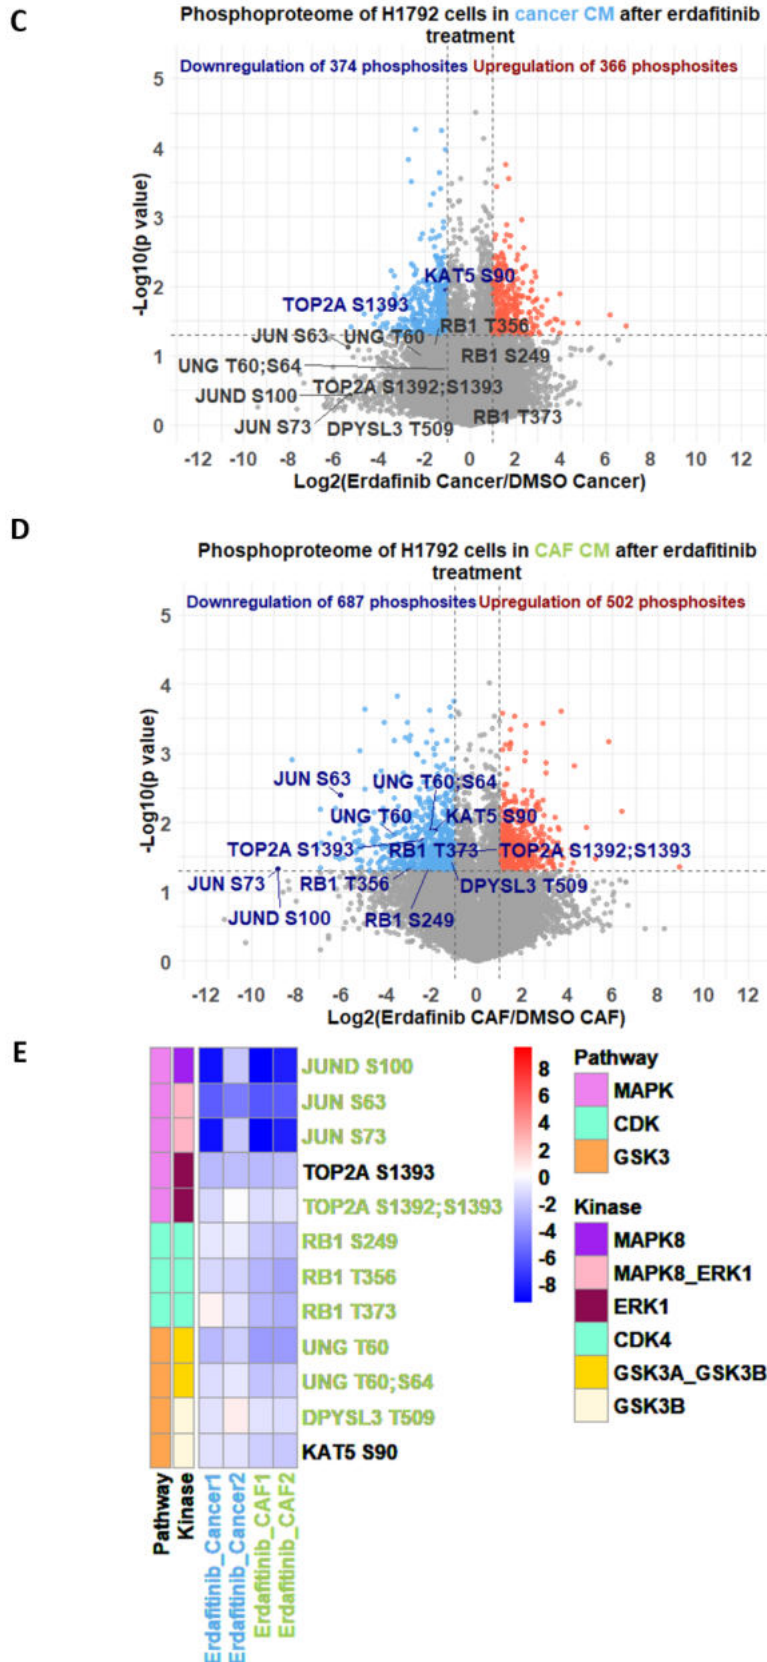 C
Phosphoproteome of H1792 cells in cancer CM after erdafitinib
treatment
Downregulation of 374 phosphosites Upregulation of 366 phosphosites
5
4
3
2
1
0
-Log10(p value)
KAT5 S90
TOP2A S1393
RB1 T356
JUN S63
UNG T60
RB1 S249
UNG T60;S64
TOP2A S1392;S1393
JUND S100
RB1 T373
JUN S73
DPYSL3 T509
-12 -10 -8 -6 -4 -2 0 2 4 6 8 10 12
Log2(Erdafinib Cancer/DMSO Cancer)
D
Phosphoproteome of H1792 cells in CAF CM after erdafitinib
treatment
Downregulation of 687 phosphosites Upregulation of 502 phosphosites
5
4
3
2
1
0
-Log10(p value)
JUN S63
UNG T60;S64
UNG T60
KAT5 S90
TOP2A S1393
RB1 T373
TOP2A S1392;S1393
JUN S73
RB1 T356
DPYSL3 T509
JUND S100
RB1 S249
-12 -10 -8 -6 -4 -2 0 2 4 6 8 10 12
Log2(Erdafinib CAF/DMSO CAF)
E
JUND S100
JUN S63
JUN S73
TOP2A S1393
TOP2A S1392;S1393
RB1 S249
RB1 T356
RB1 T373
UNG T60
UNG T60;S64
DPYSL3 T509
KAT5 S90
Pathway
Kinase
Erdafitinib_Cancer1
Erdafitinib_Cancer2
Erdafitinib_CAF1
Erdafitinib_CAF2
8
6
4
2
0
-2
-4
-6
-8
Pathway
MAPK
CDK
GSK3
Kinase
MAPK8
MAPK8_ERK1
ERK1
CDK4
GSK3A_GSK3B
GSK3B